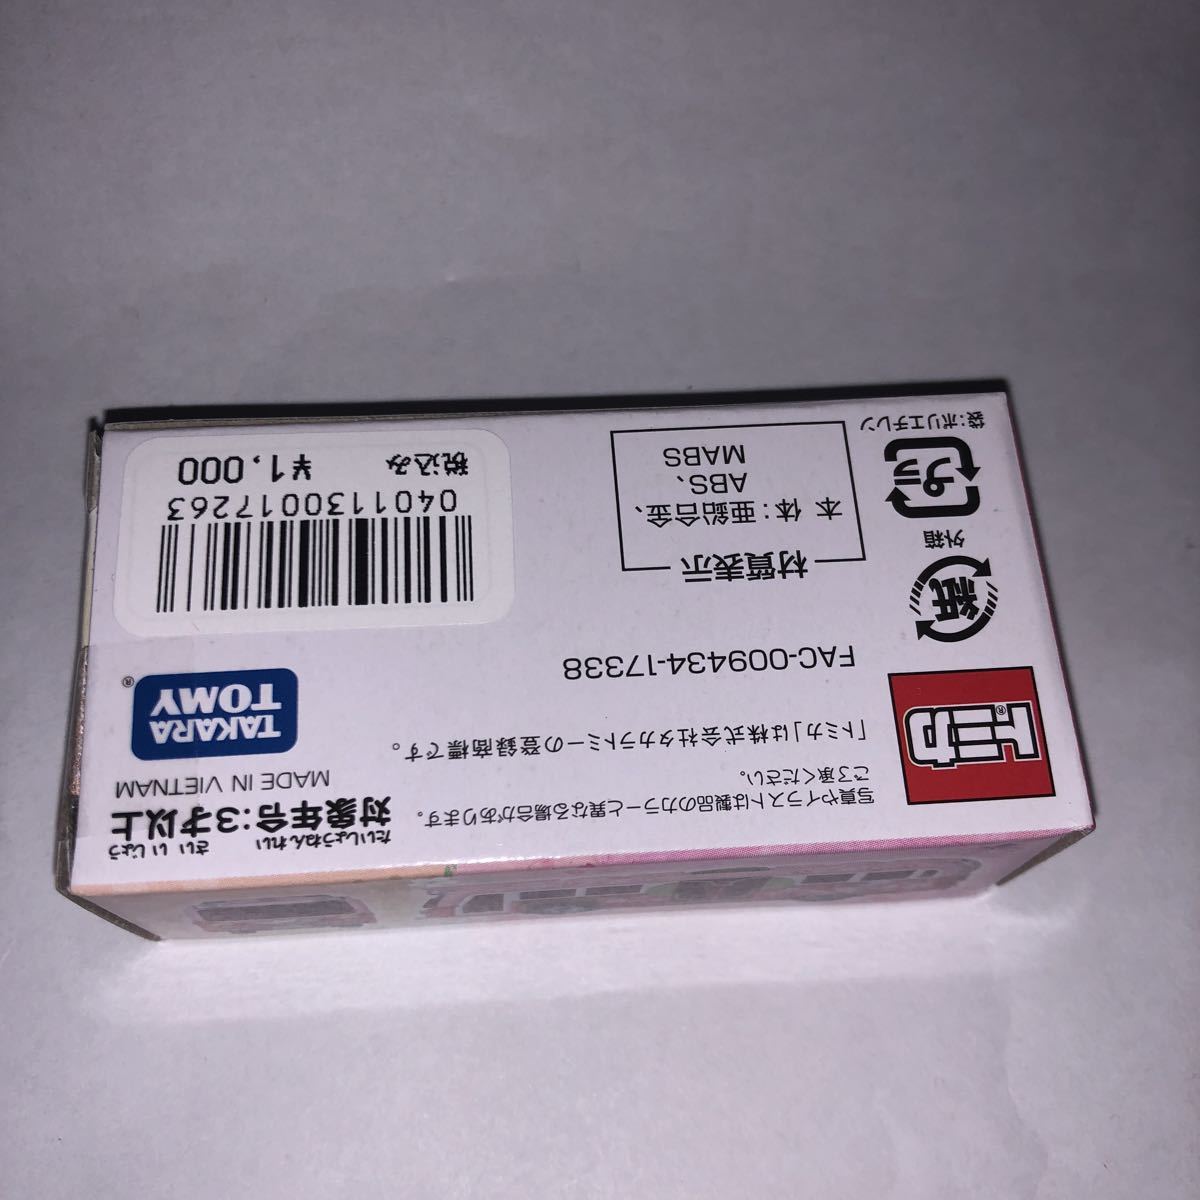 たいしょうねんれい さい いじょう
対象年令:3才以上
MADE IN VIETNAM
TAKARA
TOMY
®
写真やイラストは製品のカラーと異なる場合があります。
ご了承ください。
「トミカ」は株式会社タカラトミーの登録商標です。
FAC-009434-17338
トミカ
®
紙
外箱
プラ
袋:ポリエチレン
材質表示
本 体:亜鉛合金、
ABS、
MABS
0401130017263
税込み ¥1,000